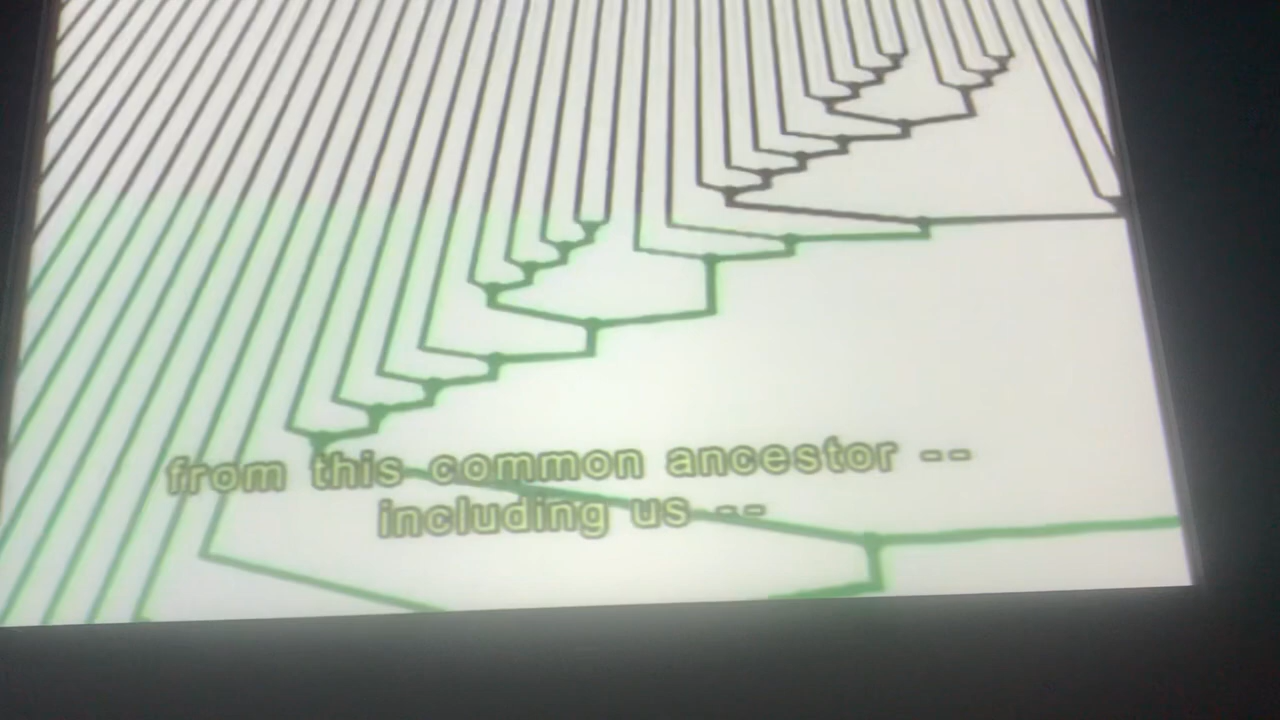 from this common ancestor --
including us --